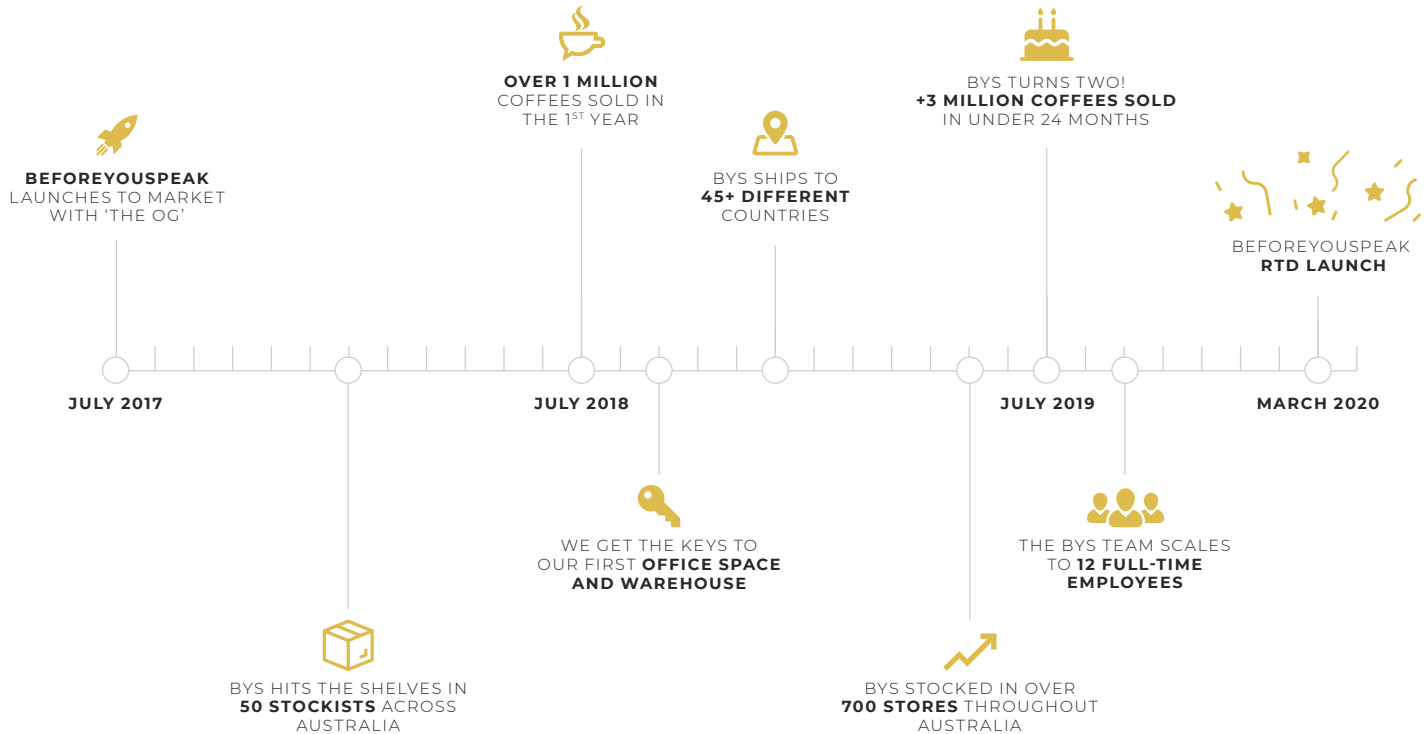 BEFOREYOUSPEAK
LAUNCHES TO MARKET
WITH ‘THE OG’
OVER 1 MILLION
COFFEES SOLD IN
THE 1ST YEAR
BYS SHIPS TO
45+ DIFFERENT
COUNTRIES
BYS TURNS TWO!
+3 MILLION COFFEES SOLD
IN UNDER 24 MONTHS
BEFOREYOUSPEAK
RTD LAUNCH
JULY 2017
JULY 2018
JULY 2019
MARCH 2020
BYS HITS THE SHELVES IN
50 STOCKISTS ACROSS
AUSTRALIA
WE GET THE KEYS TO
OUR FIRST OFFICE SPACE
AND WAREHOUSE
BYS STOCKED IN OVER
700 STORES THROUGHOUT
AUSTRALIA
THE BYS TEAM SCALES
TO 12 FULL-TIME
EMPLOYEES